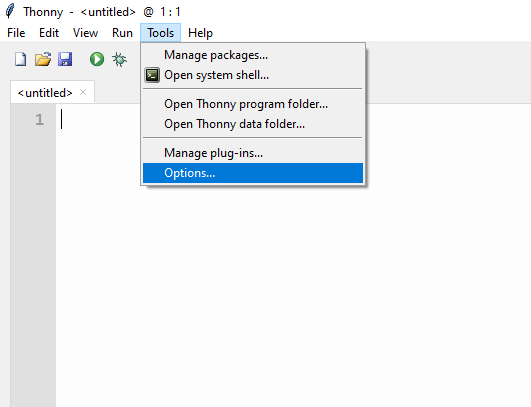 Thonny - <untitled> @ 1:1
File Edit View Run Tools Help
Manage packages...
Open system shell...
<untitled> ×
Open Thonny program folder...
1
Open Thonny data folder...
Manage plug-ins...
Options...